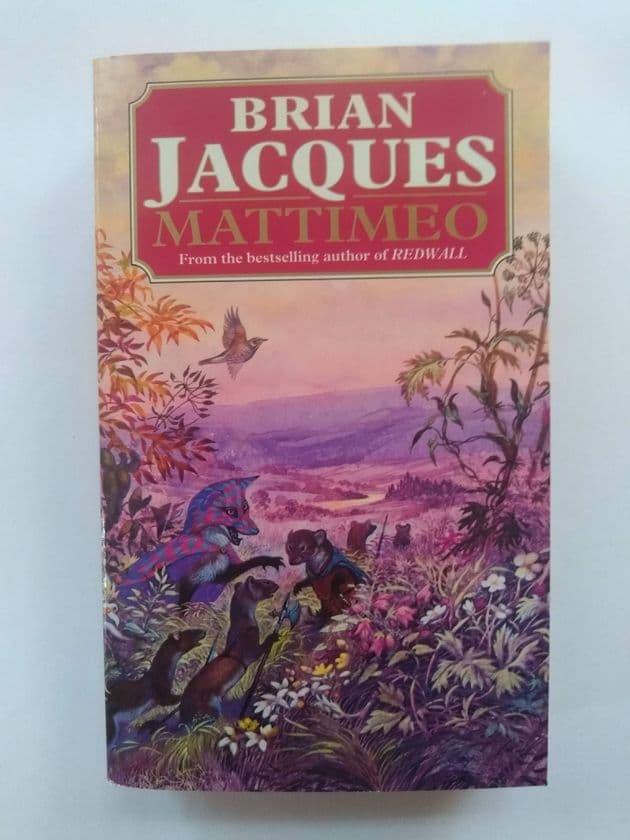 BRIAN
JACQUES
MATTIMEO
From the bestselling author of REDWALL